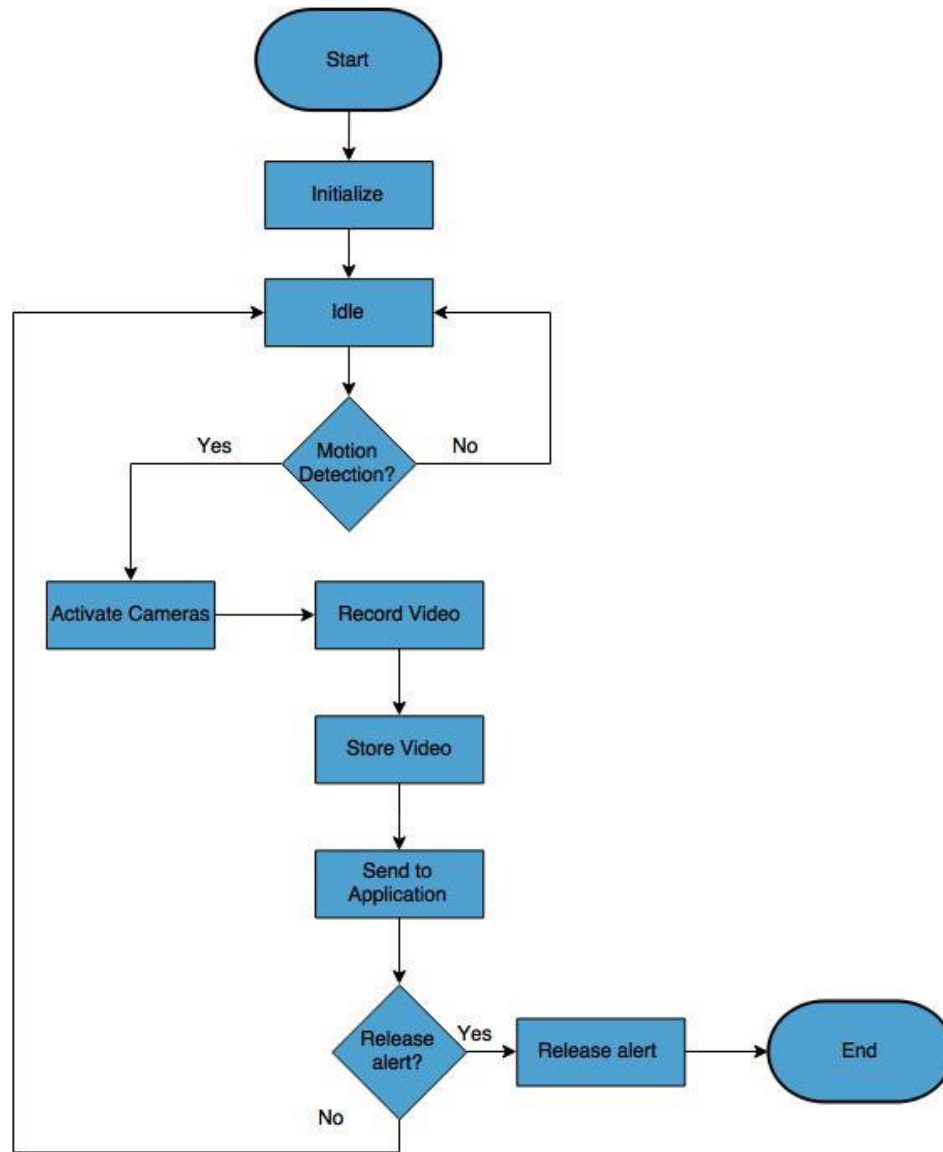 Start
Initialize
Idle
Yes
Motion
Detection?
No
Activate Cameras
Record Video
Store Video
Send to
Application
Release
alert?
Yes
Release alert
End
No